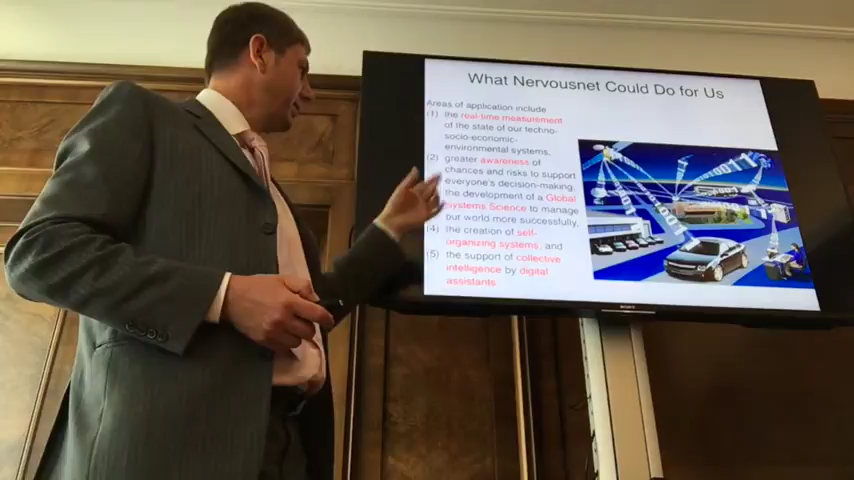 What Nervousnet Could Do for Us
Areas of application include
(1) the real-time measurement
of the state of our techno-
socio-economic-
environmental systems,
(2) greater awareness of
chances and risks to support
everyone's decision-making,
the development of a Global
Systems Science to manage
our world more successfully,
(4) the creation of self-
organizing systems, and
(5) the support of collective
intelligence by digital
assistants.
SONY